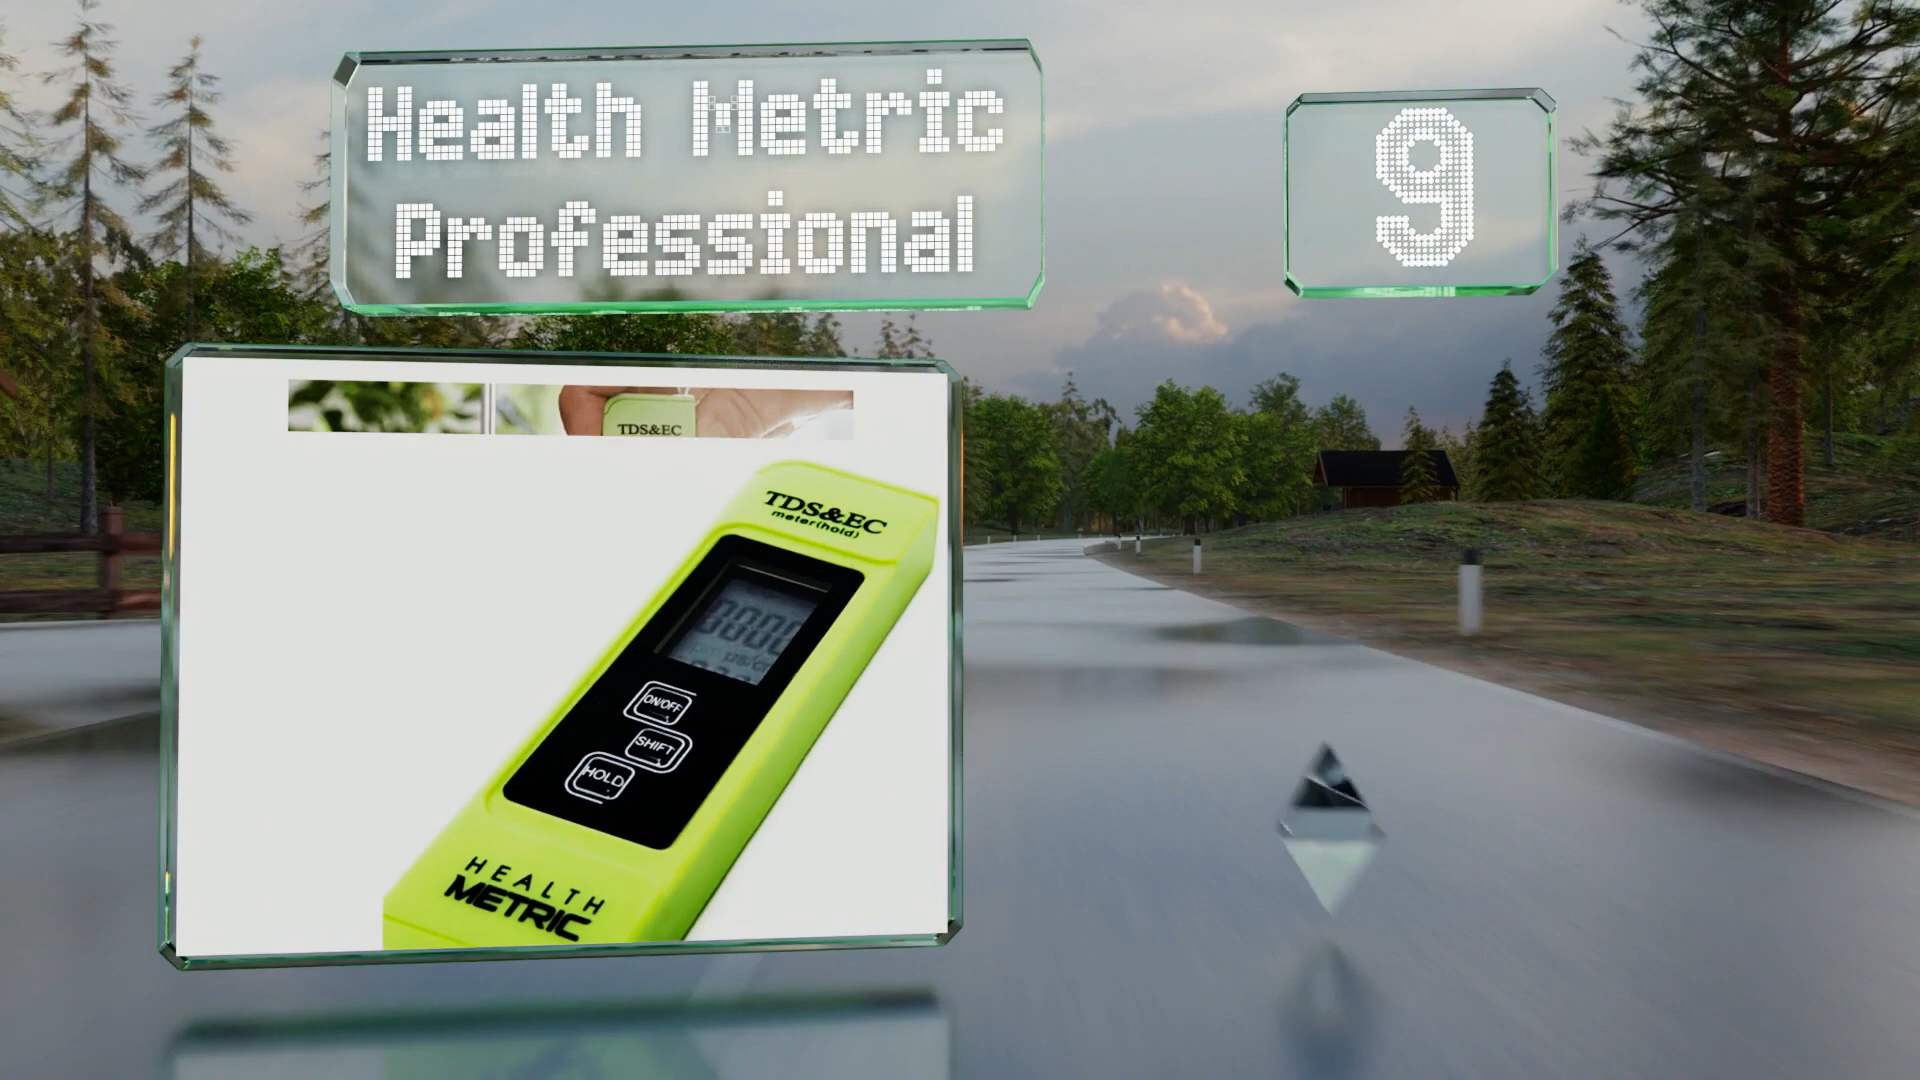 Health Metric
Professional
9
TDS&EC
TDS&EC
meter(hold)
ON/OFF
SHIFT
HOLD
HEALTH
METRIC